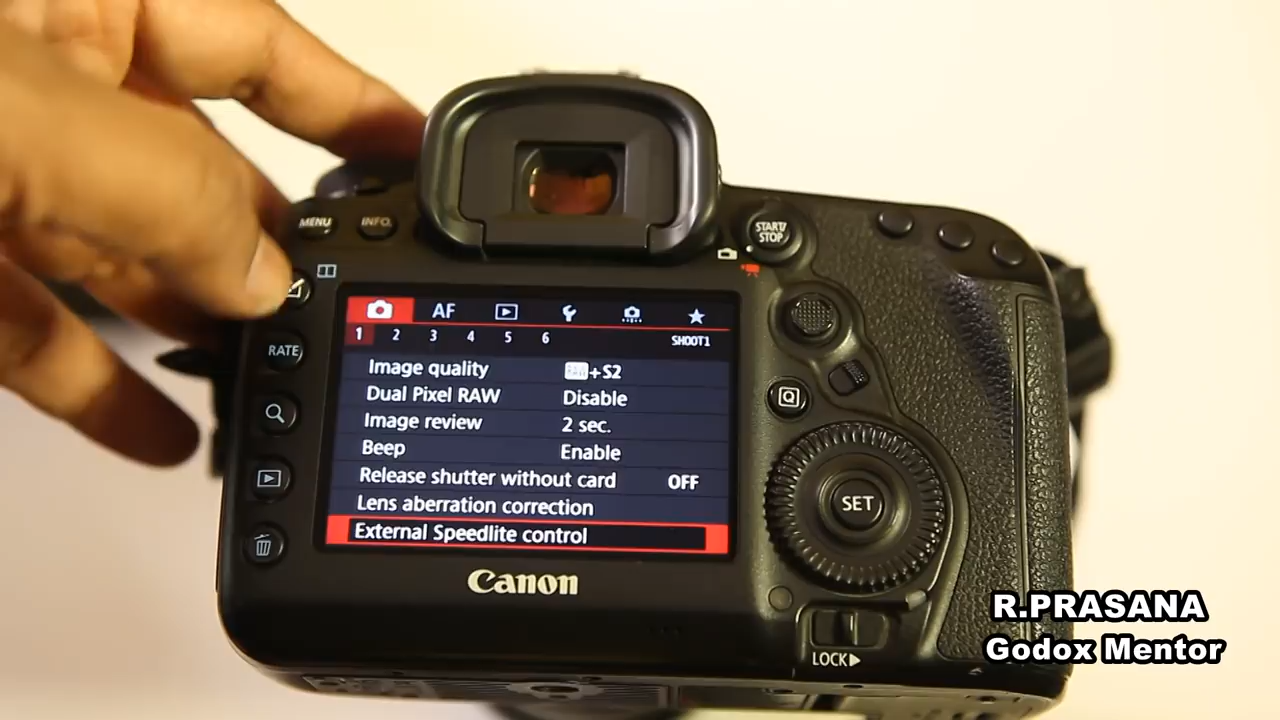 MENU INFO.
START/
STOP
AF
1 2 3 4 5 6 SHOOT1
RATE
Image quality RAW+S2
Dual Pixel RAW Disable
Image review 2 sec.
Q
Beep Enable
Release shutter without card OFF
Lens aberration correction
SET
External Speedlite control
Canon
R.PRASANA
Godox Mentor
LOCK